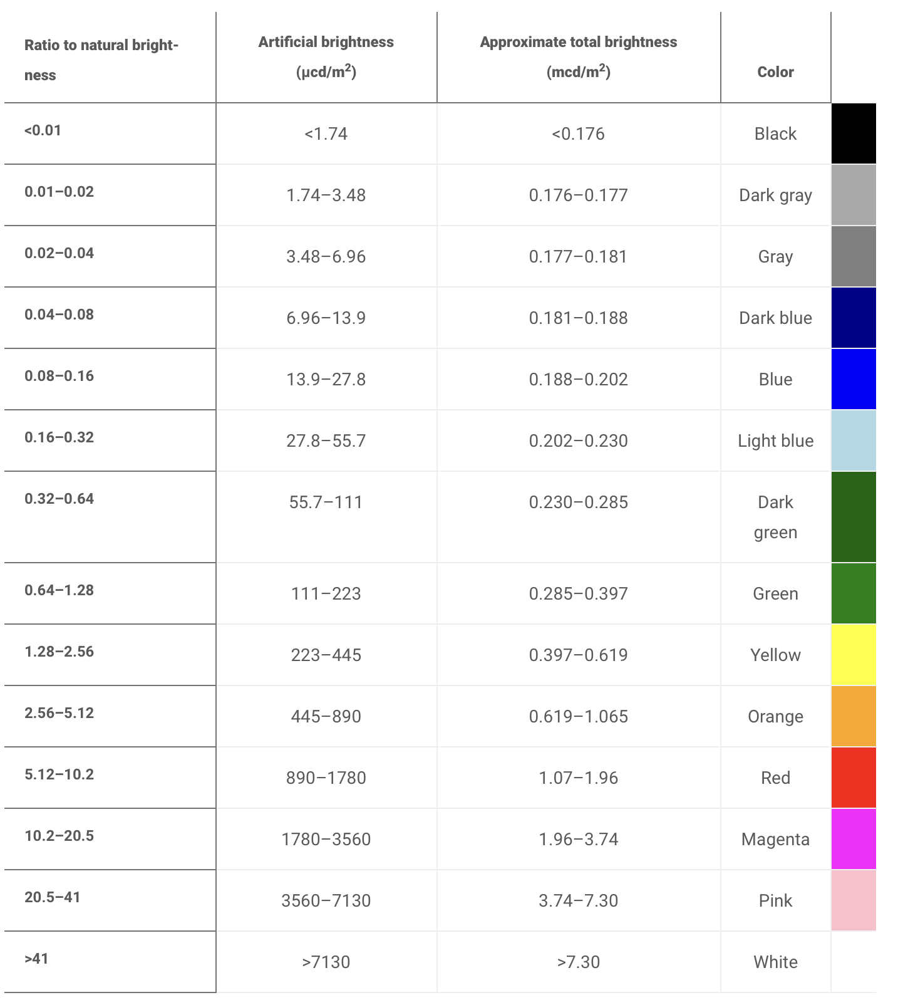 Ratio to natural bright-
ness
Artificial brightness
(µcd/m²)
Approximate total brightness
(mcd/m²)
Color
<0.01 <1.74 <0.176 Black
0.01–0.02 1.74–3.48 0.176–0.177 Dark gray
0.02–0.04 3.48–6.96 0.177–0.181 Gray
0.04–0.08 6.96–13.9 0.181–0.188 Dark blue
0.08–0.16 13.9–27.8 0.188–0.202 Blue
0.16–0.32 27.8–55.7 0.202–0.230 Light blue
0.32–0.64 55.7–111 0.230–0.285 Dark
green
0.64–1.28 111–223 0.285–0.397 Green
1.28–2.56 223–445 0.397–0.619 Yellow
2.56–5.12 445–890 0.619–1.065 Orange
5.12–10.2 890–1780 1.07–1.96 Red
10.2–20.5 1780–3560 1.96–3.74 Magenta
20.5–41 3560–7130 3.74–7.30 Pink
>41 >7130 >7.30 White